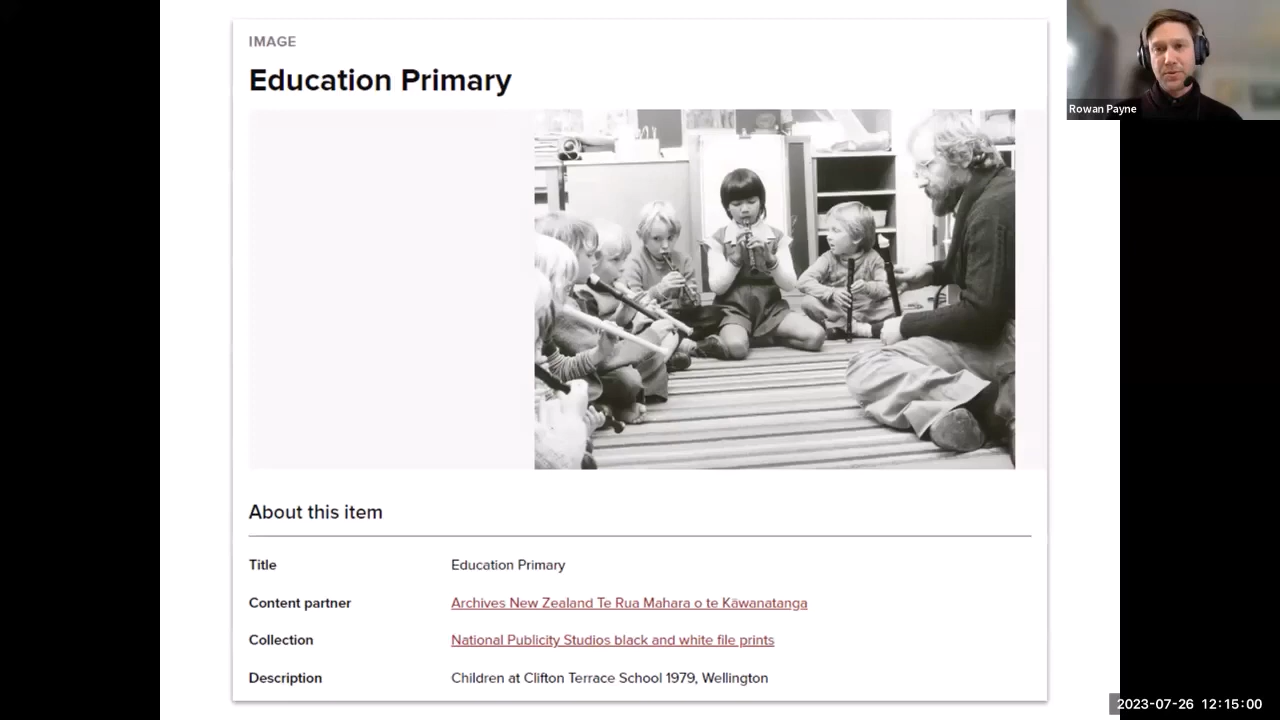 IMAGE
Education Primary
Rowan Payne
About this item
Title Education Primary
Content partner Archives New Zealand Te Rua Mahara o te Kāwanatanga
Collection National Publicity Studios black and white file prints
Description Children at Clifton Terrace School 1979, Wellington
2023-07-26 12:15:00